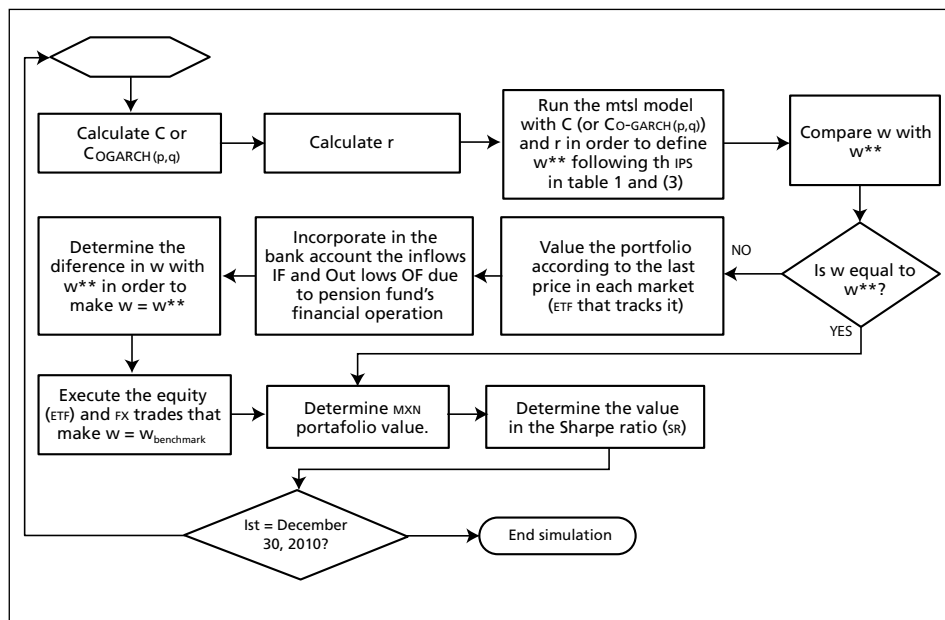 Calculate C or
COGARCH(p,q)
Calculate r
Run the mtsl model
with C (or CO-GARCH(p,q))
and r in order to define
w** following th IPS
in table 1 and (3)
Compare w with
w**
Is w equal to
w**?
NO
YES
Value the portfolio
according to the last
price in each market
(ETF that tracks it)
Incorporate in the
bank account the inflows
IF and Out lows OF due
to pension fund's
financial operation
Determine the
diference in w with
w** in order to
make w = w**
Execute the equity
(ETF) and FX trades that
make w = wbenchmark
Determine MXN
portafolio value.
Determine the value
in the Sharpe ratio (SR)
Ist = December
30, 2010?
End simulation